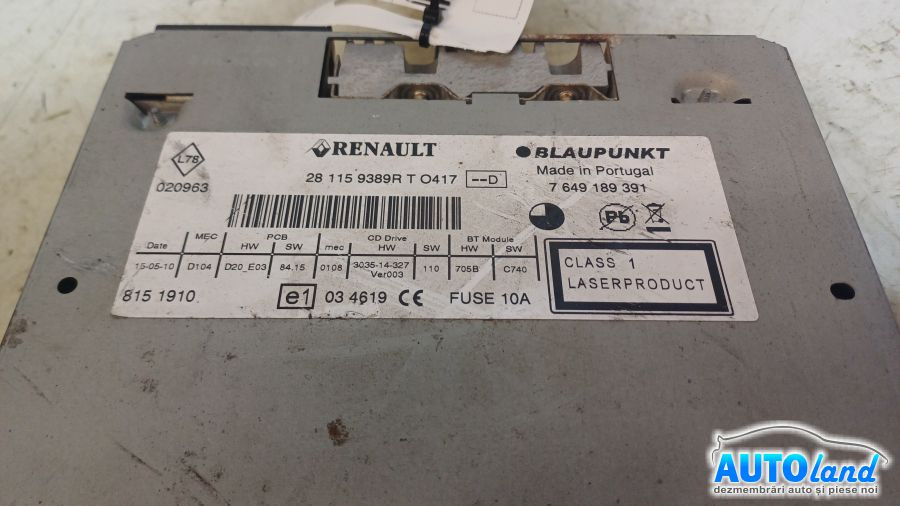 L78
020963
RENAULT
28 115 9389R T O417 --D
BLAUPUNKT
Made in Portugal
7 649 189 391
Pb
Date MEC PCB HW SW mec CD Drive HW SW BT Module HW SW
15-05-10 D104 D20_E03 84.15 0108 3035-14-327 Ver003 110 705B C740
815 1910 e1 03 4619 CE FUSE 10A
CLASS 1
LASERPRODUCT
AUTOland
dezmembrări auto și piese noi